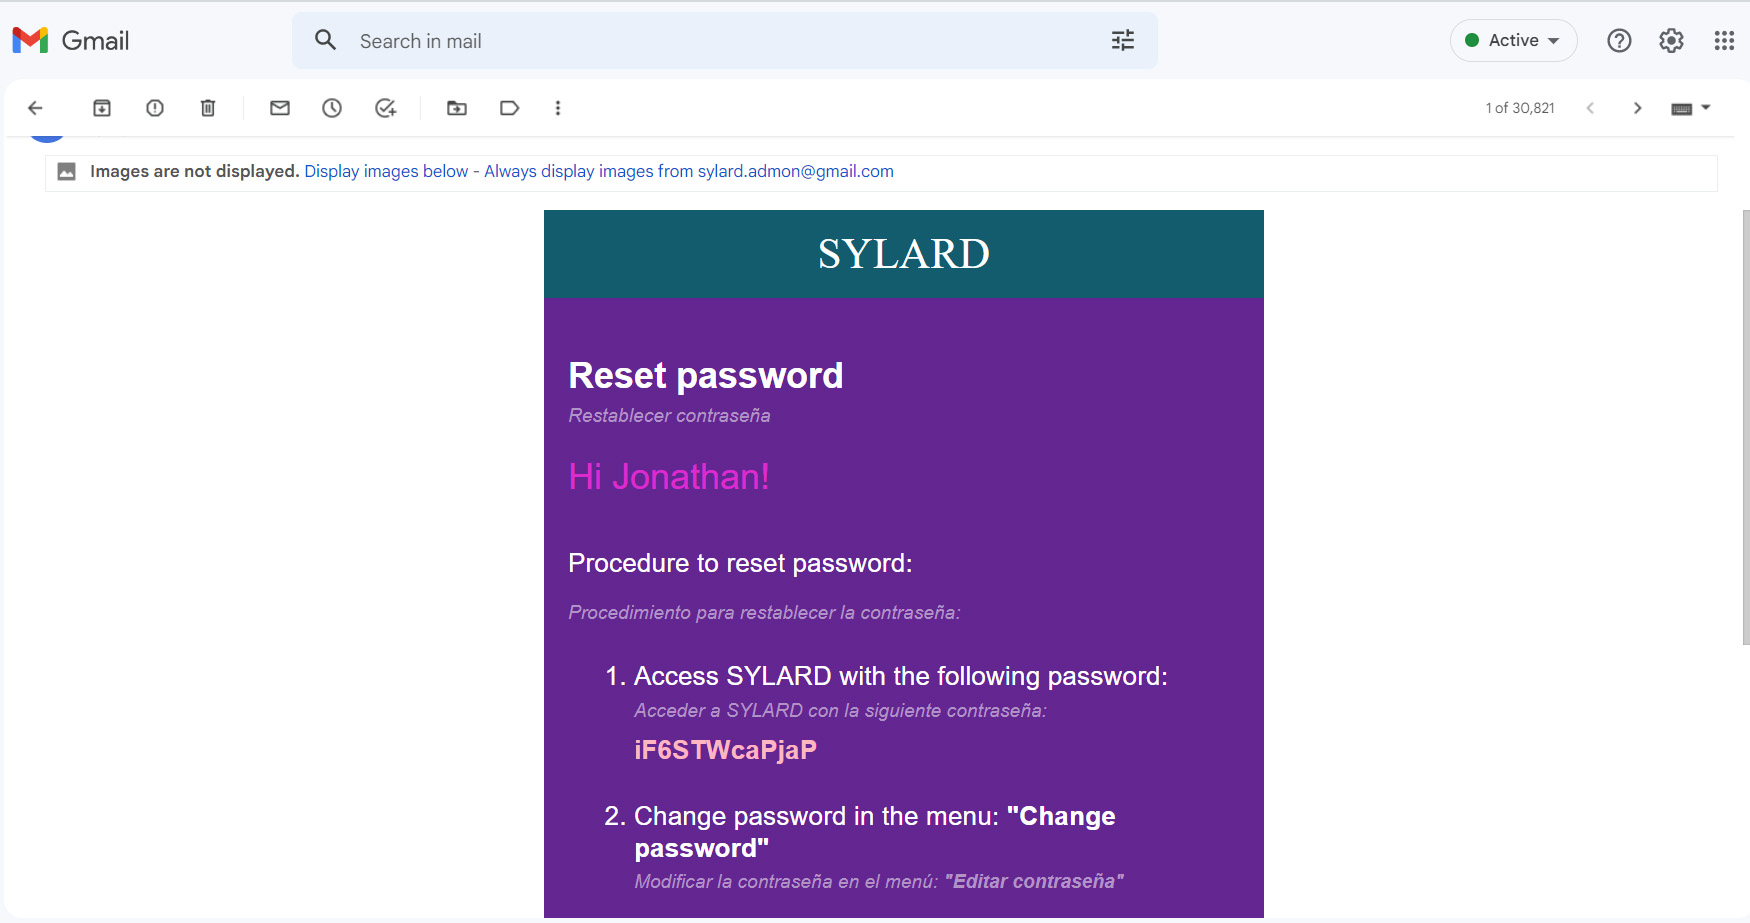 Gmail
Search in mail
Active
1 of 30,821
Images are not displayed. Display images below - Always display images from sylard.admon@gmail.com
SYLARD
Reset password
Restablecer contraseña
Hi Jonathan!
Procedure to reset password:
Procedimiento para restablecer la contraseña:
1. Access SYLARD with the following password:
Acceder a SYLARD con la siguiente contraseña:
iF6STWcaPjaP
2. Change password in the menu: "Change
password"
Modificar la contraseña en el menú: "Editar contraseña"